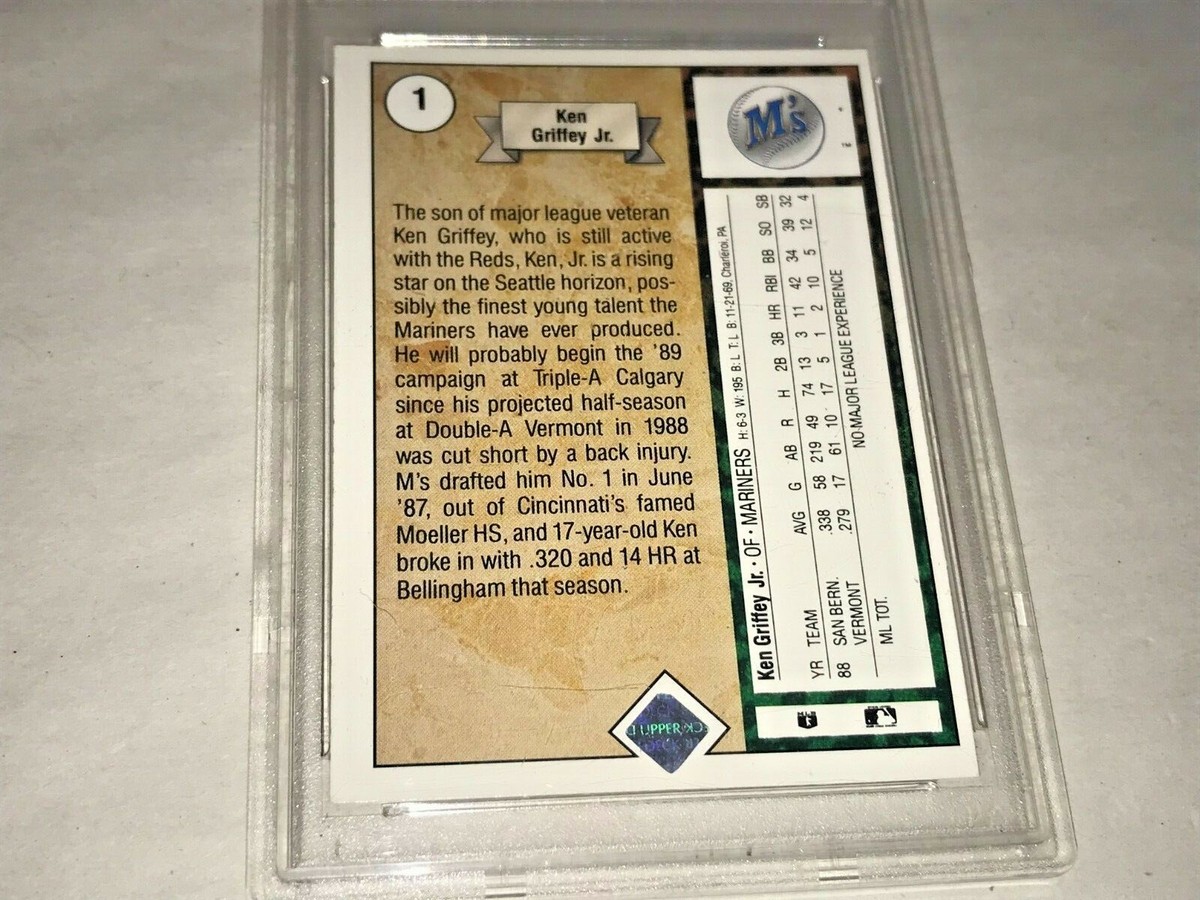 1
Ken
Griffey Jr.
The son of major league veteran
Ken Griffey, who is still active
with the Reds, Ken, Jr. is a rising
star on the Seattle horizon, pos-
sibly the finest young talent the
Mariners have ever produced.
He will probably begin the '89
campaign at Triple-A Calgary
since his projected half-season
at Double-A Vermont in 1988
was cut short by a back injury.
M's drafted him No. 1 in June
'87, out of Cincinnati's famed
Moeller HS, and 17-year-old Ken
broke in with .320 and 14 HR at
Bellingham that season.
M's
TM
Ken Griffey Jr. • OF • MARINERS H: 6-3 W: 195 B: L T: L B: 11-21-69, Charleroi, PA
YR TEAM AVG G AB R H 2B 3B HR RBI BB SO SB
88 SAN BERN. .338 58 219 49 74 13 3 11 42 34 39 32
VERMONT .279 17 61 10 17 5 1 2 10 5 12 4
ML TOT. NO MAJOR LEAGUE EXPERIENCE
UPPER